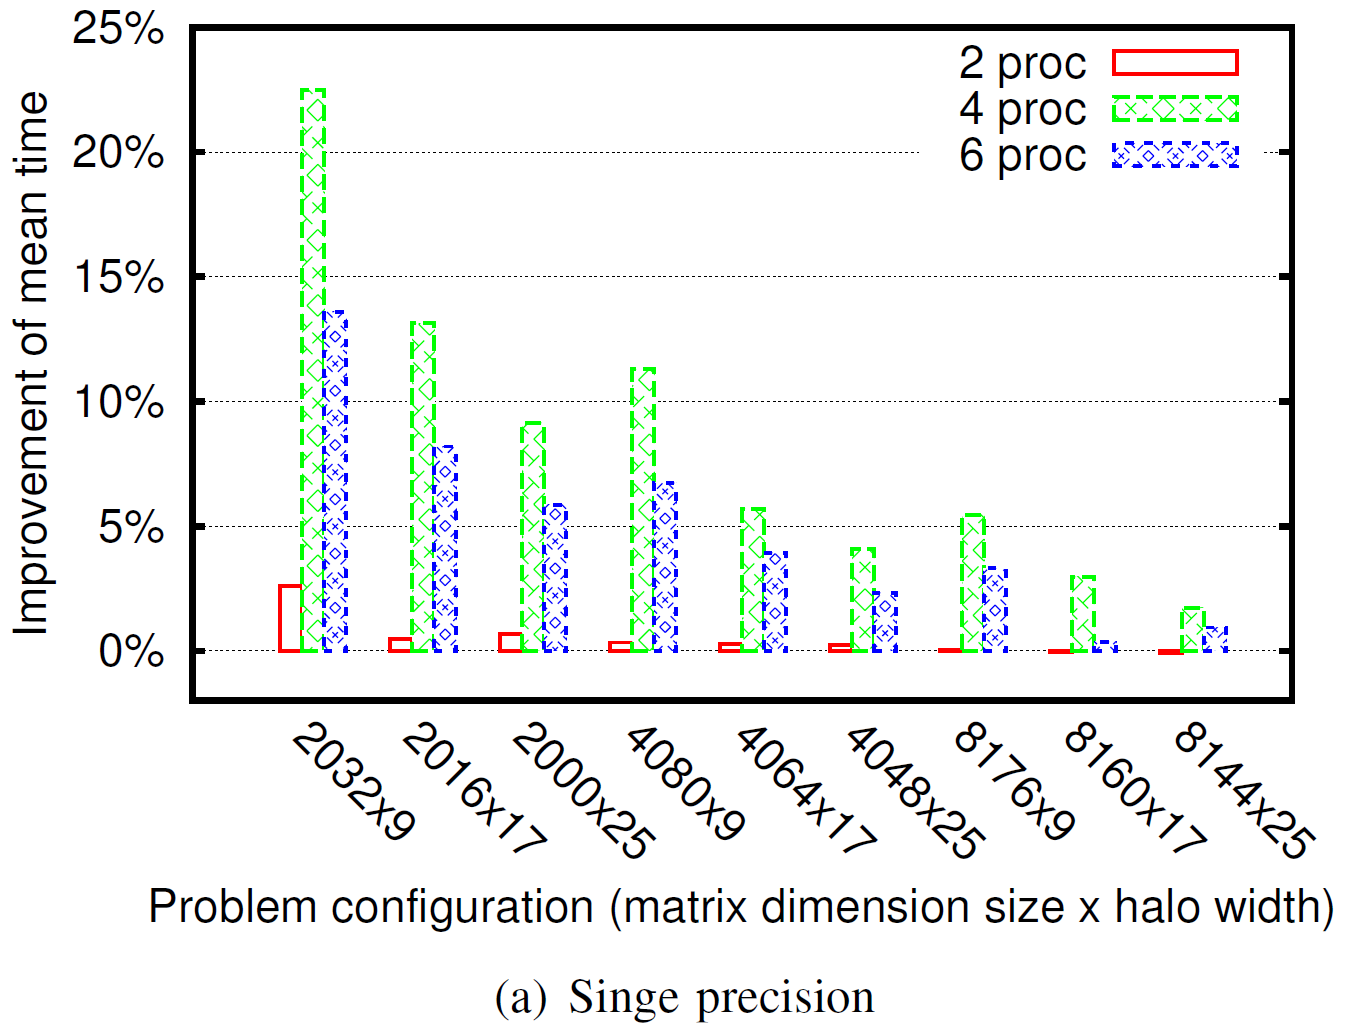 25%
20%
15%
10%
5%
0%
Improvement of mean time
2 proc
4 proc
6 proc
2032x9
2016x17
2000x25
4080x9
4064x17
4048x25
8176x9
8160x17
8144x25
Problem configuration (matrix dimension size x halo width)
(a) Singe precision